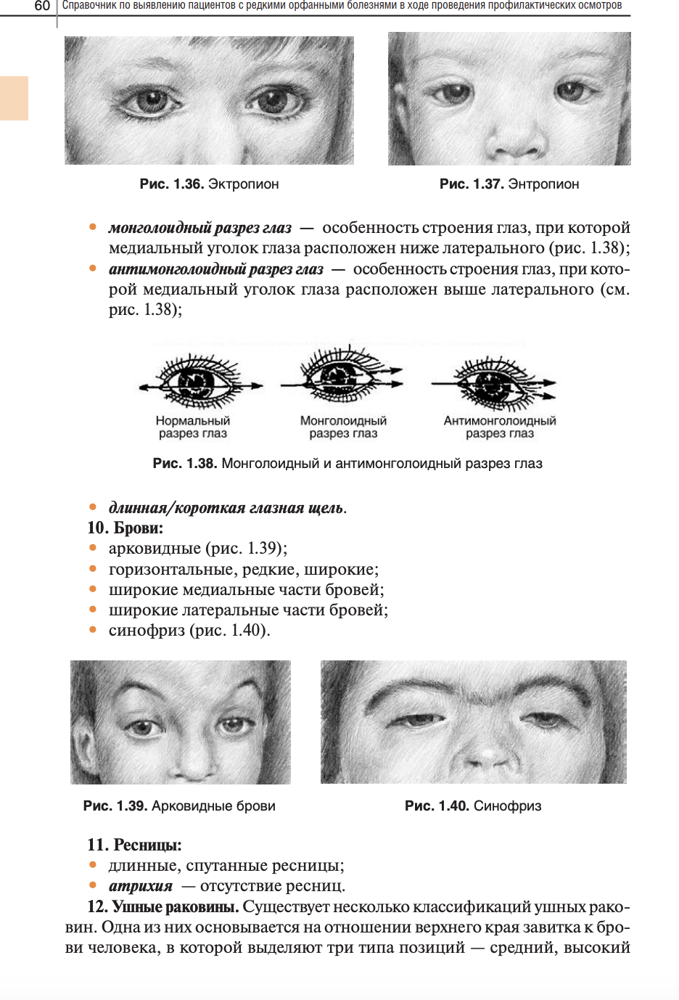 60 Справочник по выявлению пациентов с редкими орфанными болезнями в ходе проведения профилактических осмотров
Рис. 1.36. Эктропион
Рис. 1.37. Энтропион
• монголоидный разрез глаз — особенность строения глаз, при которой
медиальный уголок глаза расположен ниже латерального (рис. 1.38);
• антимонголоидный разрез глаз — особенность строения глаз, при кото-
рой медиальный уголок глаза расположен выше латерального (см.
рис. 1.38);
Нормальный
разрез глаз
Монголоидный
разрез глаз
Антимонголоидный
разрез глаз
Рис. 1.38. Монголоидный и антимонголоидный разрез глаз
• длинная/короткая глазная щель.
10. Брови:
• арковидные (рис. 1.39);
• горизонтальные, редкие, широкие;
• широкие медиальные части бровей;
• широкие латеральные части бровей;
• синофриз (рис. 1.40).
Рис. 1.39. Арковидные брови
Рис. 1.40. Синофриз
11. Ресницы:
• длинные, спутанные ресницы;
• атрихия — отсутствие ресниц.
12. Ушные раковины. Существует несколько классификаций ушных рако-
вин. Одна из них основывается на отношении верхнего края завитка к бро-
ви человека, в которой выделяют три типа позиций — средний, высокий